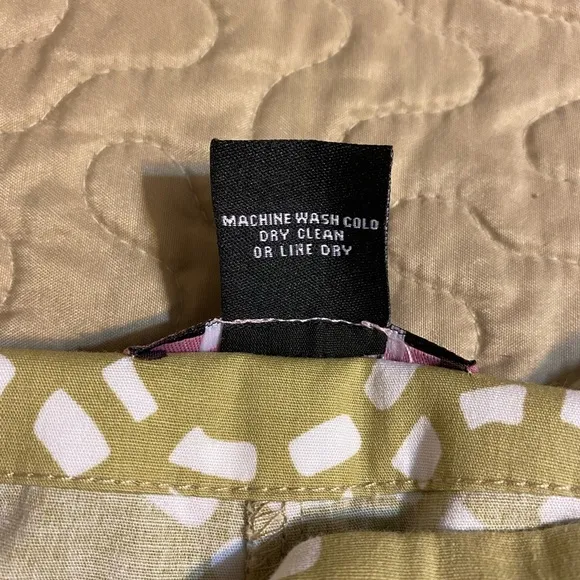 MACHINE WASH COLD
DRY CLEAN
OR LINE DRY